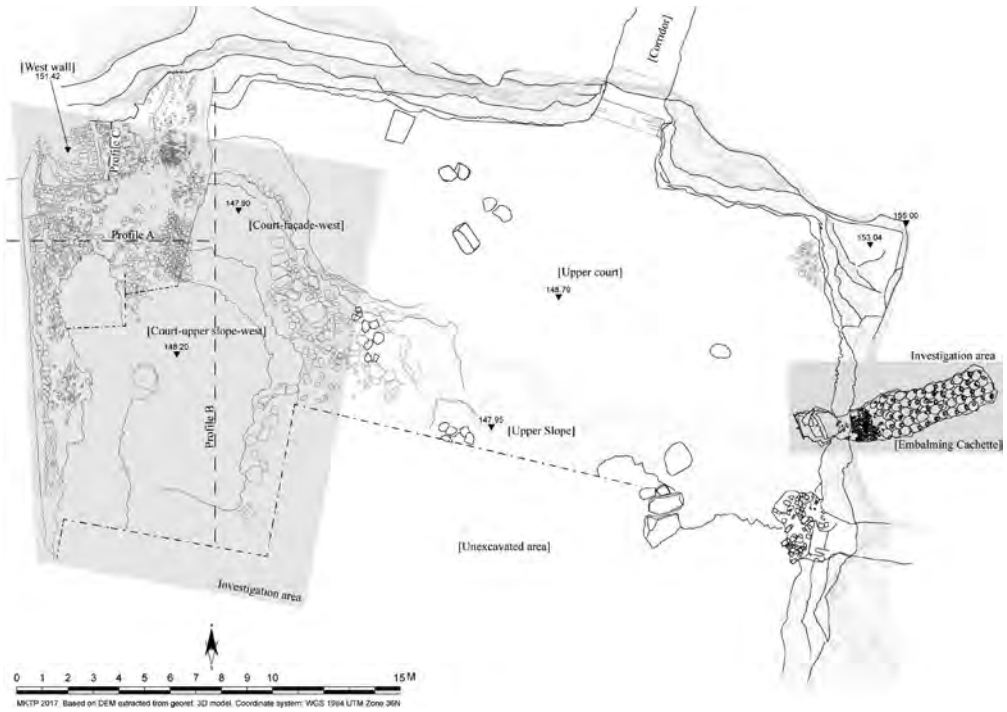 [Corridor]
[West wall]
151.42
Profile C
155.00
153.04
147.90
[Court-façade-west]
Profile A
[Upper court]
148.70
[Court-upper slope-west]
148.20
Investigation area
Profile B
147.95
[Upper Slope]
[Embalming Cachette]
[Unexcavated area]
Investigation area
0 1 2 3 4 5 6 7 8 9 10 15 M
MKTP 2017. Based on DEM extracted from georef. 3D model. Coordinate system: WGS 1984 UTM Zone 36N